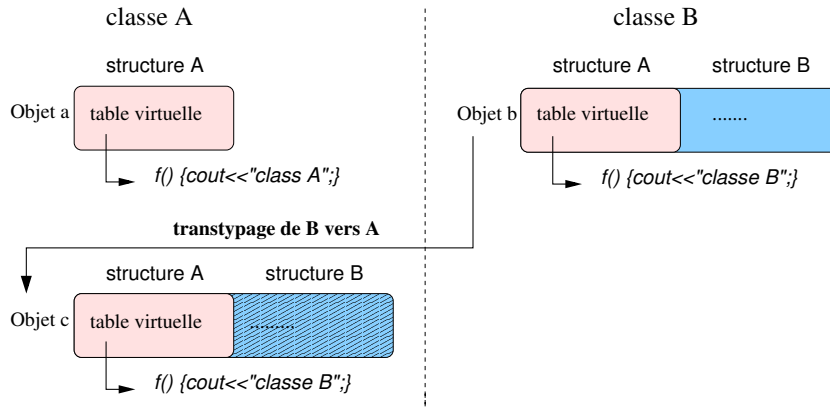 classe A
classe B
structure A
structure A
structure B
Objet a
table virtuelle
Objet b
table virtuelle
.......
f() {cout<<"class A";}
f() {cout<<"classe B";}
transtypage de B vers A
structure A
structure B
Objet c
table virtuelle
.........
f() {cout<<"classe B";}